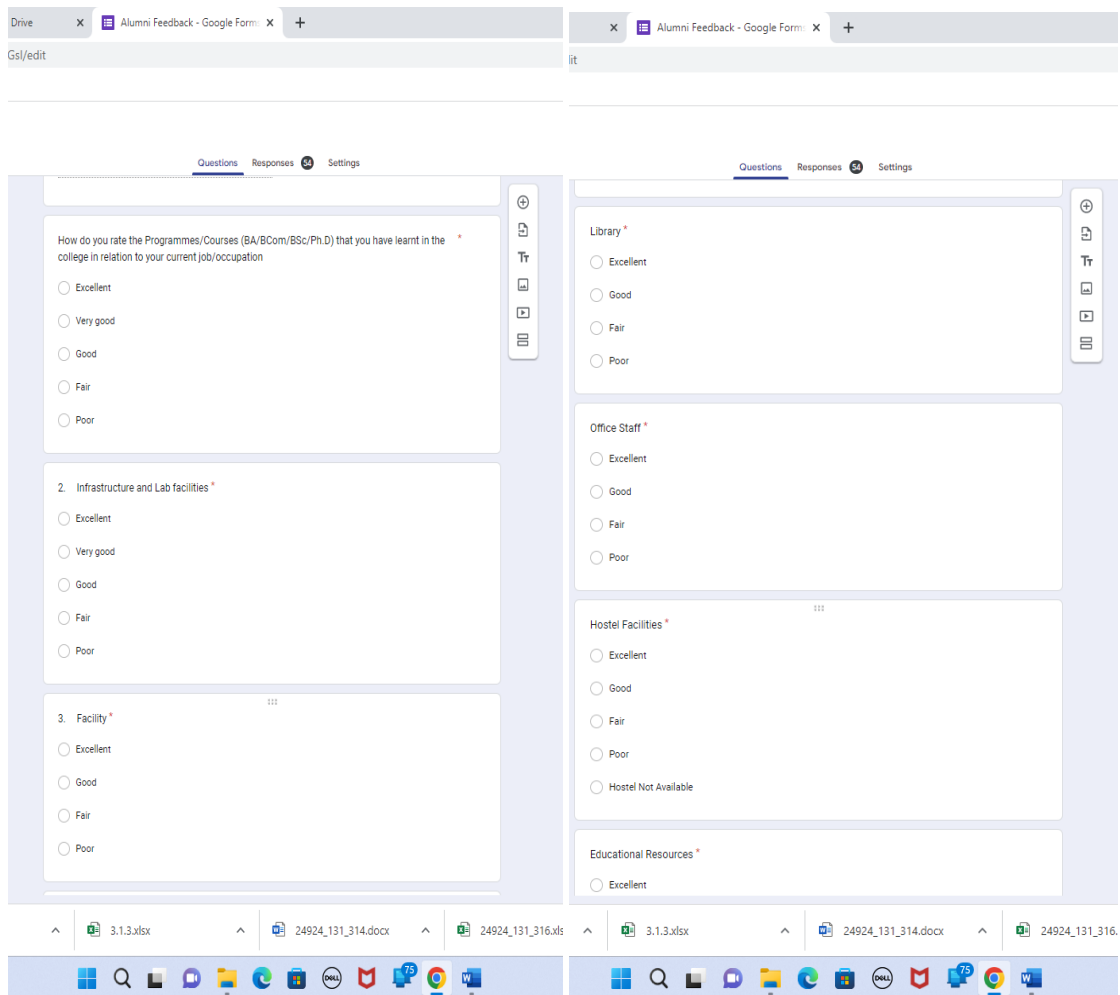 Drive
Alumni Feedback - Google Form
Gsl/edit
Questions Responses 54 Settings
How do you rate the Programmes/Courses (BA/BCom/BSc/Ph.D) that you have learnt in the *
college in relation to your current job/occupation
Excellent
Very good
Good
Fair
Poor
2. Infrastructure and Lab facilities *
Excellent
Very good
Good
Fair
Poor
3. Facility *
Excellent
Good
Fair
Poor
3.1.3.xlsx
24924_131_314.docx
24924_131_316.xls
DELL
75
Alumni Feedback - Google Form
it
Questions Responses 54 Settings
Library *
Excellent
Good
Fair
Poor
Office Staff *
Excellent
Good
Fair
Poor
Hostel Facilities *
Excellent
Good
Fair
Poor
Hostel Not Available
Educational Resources *
Excellent
3.1.3.xlsx
24924_131_314.docx
24924_131_316.
DELL
75